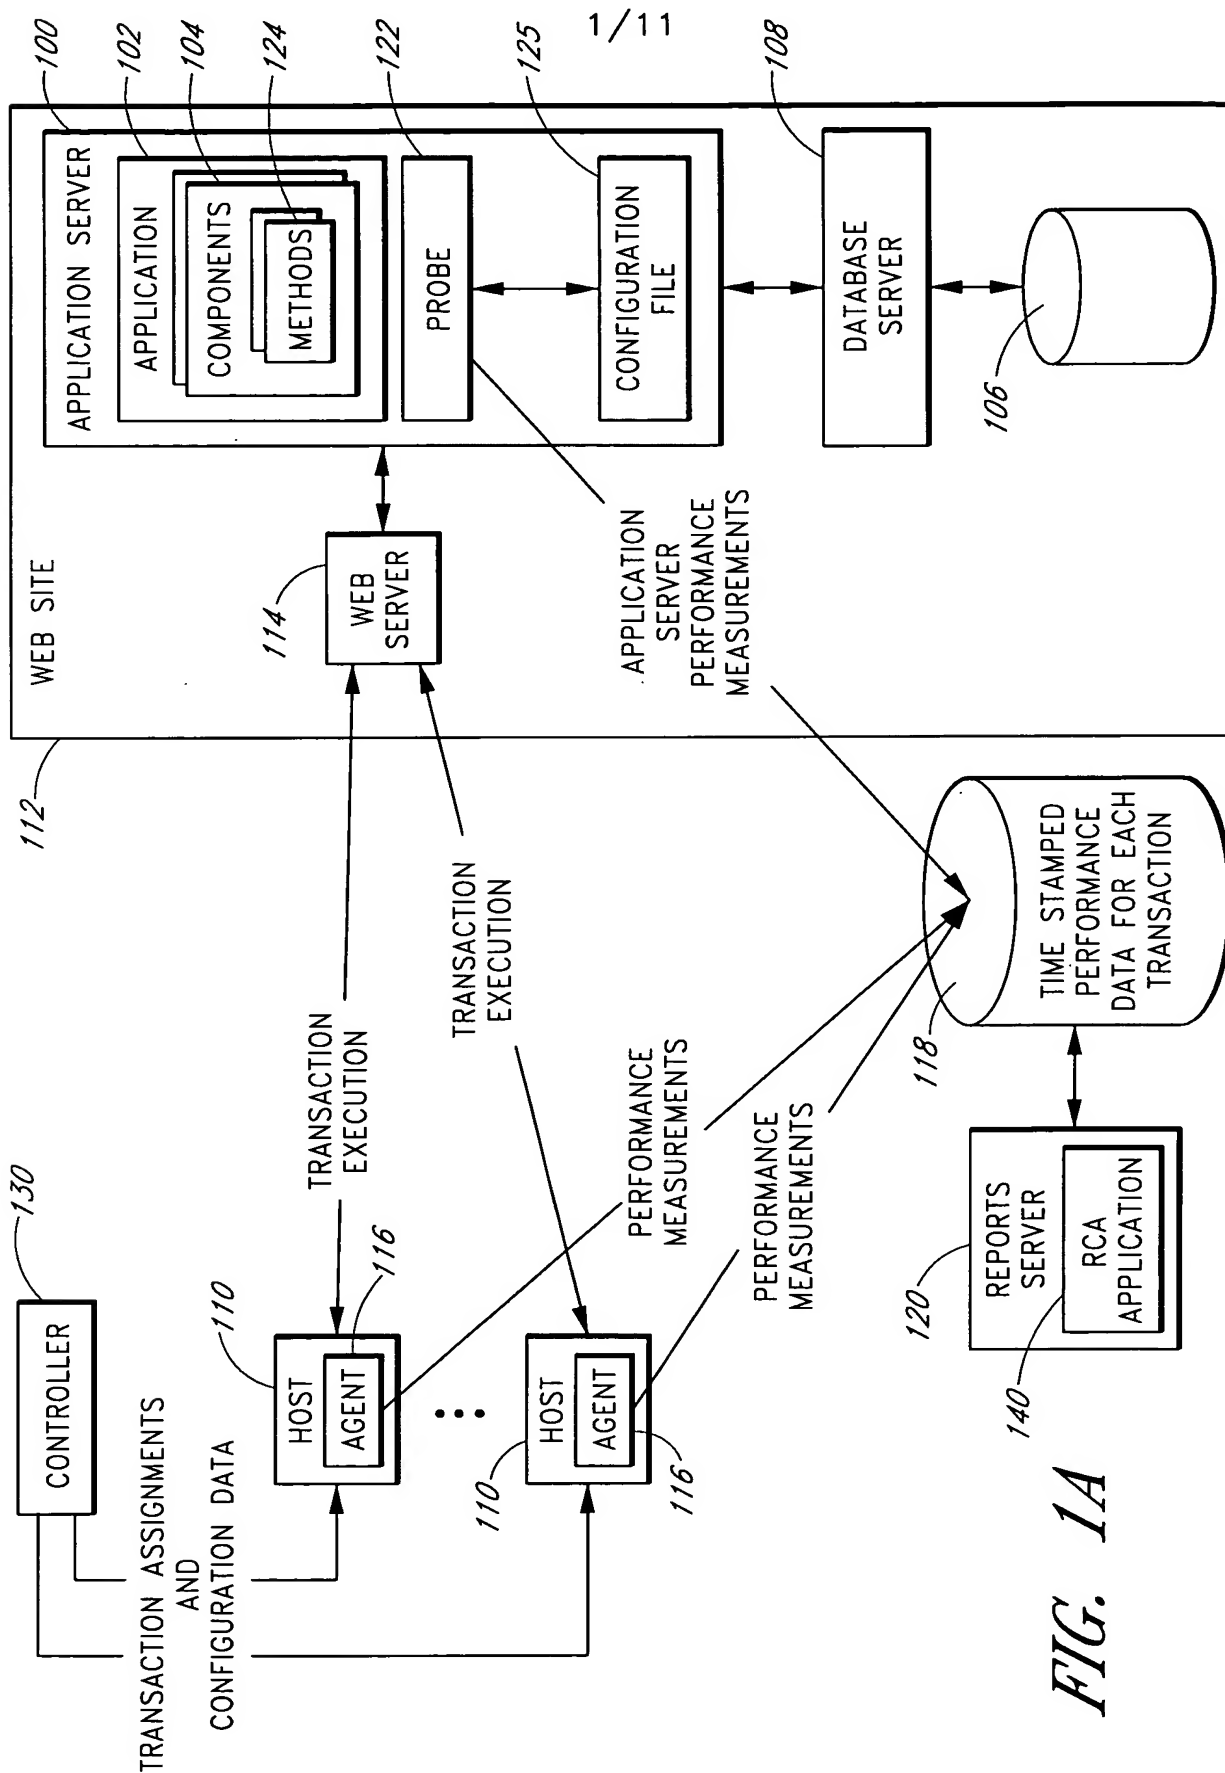 1/11
WEB SITE
112
APPLICATION SERVER
100
APPLICATION
102
COMPONENTS
104
METHODS
124
PROBE
122
CONFIGURATION
FILE
125
WEB
SERVER
114
DATABASE
SERVER
108
106
APPLICATION
SERVER
PERFORMANCE
MEASUREMENTS
TRANSACTION
EXECUTION
TRANSACTION
EXECUTION
CONTROLLER
130
TRANSACTION ASSIGNMENTS
AND
CONFIGURATION DATA
HOST
110
AGENT
116
HOST
110
AGENT
116
PERFORMANCE
MEASUREMENTS
PERFORMANCE
MEASUREMENTS
118
TIME STAMPED
PERFORMANCE
DATA FOR EACH
TRANSACTION
REPORTS
SERVER
120
RCA
APPLICATION
140
FIG. 1A